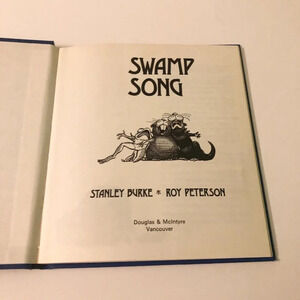 SWAMP
SONG
STANLEY BURKE * ROY PETERSON
Douglas & McIntyre
Vancouver